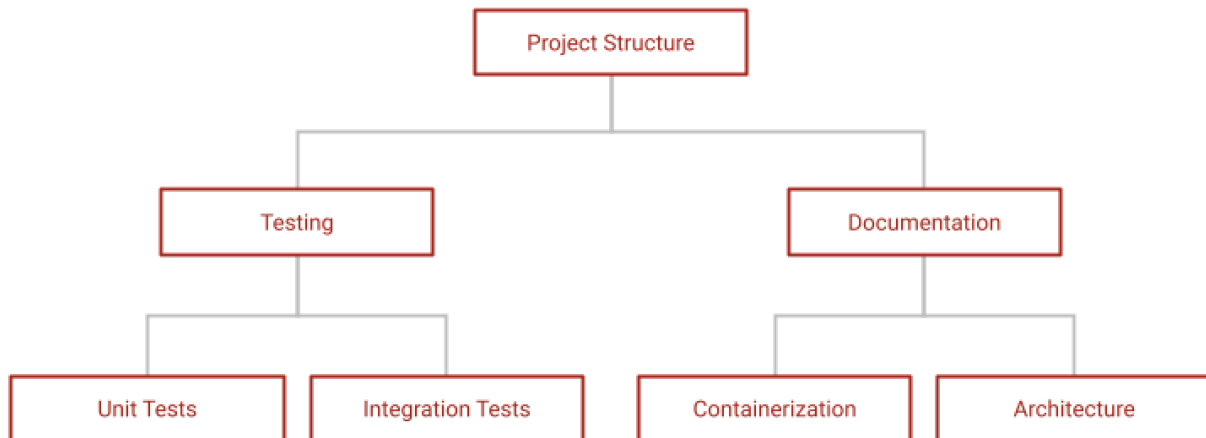 Project Structure
Testing
Documentation
Unit Tests
Integration Tests
Containerization
Architecture